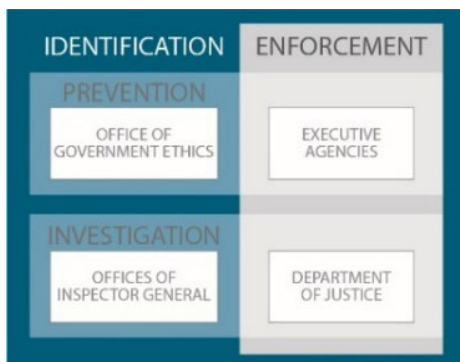 IDENTIFICATION
ENFORCEMENT
PREVENTION
OFFICE OF
GOVERNMENT ETHICS
EXECUTIVE
AGENCIES
INVESTIGATION
OFFICES OF
INSPECTOR GENERAL
DEPARTMENT
OF JUSTICE